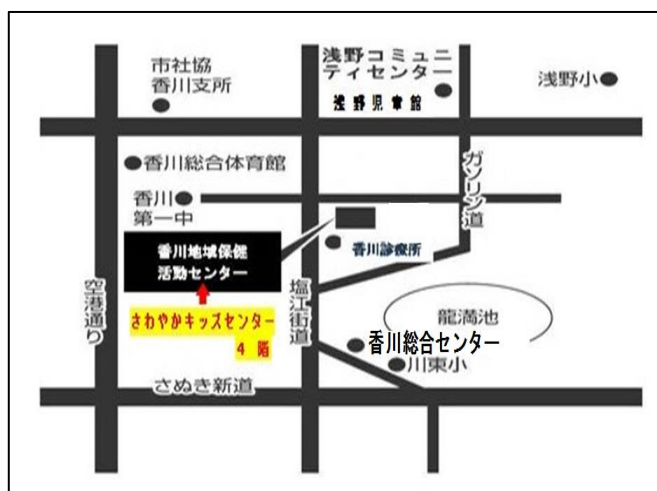 市社協
香川支所
浅野コミュニ
ティセンター
浅野児童館
浅野小
香川総合体育館
香川
第一中
ガソリン道
香川地域保健
活動センター
香川診療所
空港通り
塩江街道
さわやかキッズセンター
4 階
龍満池
香川総合センター
川東小
さぬき新道